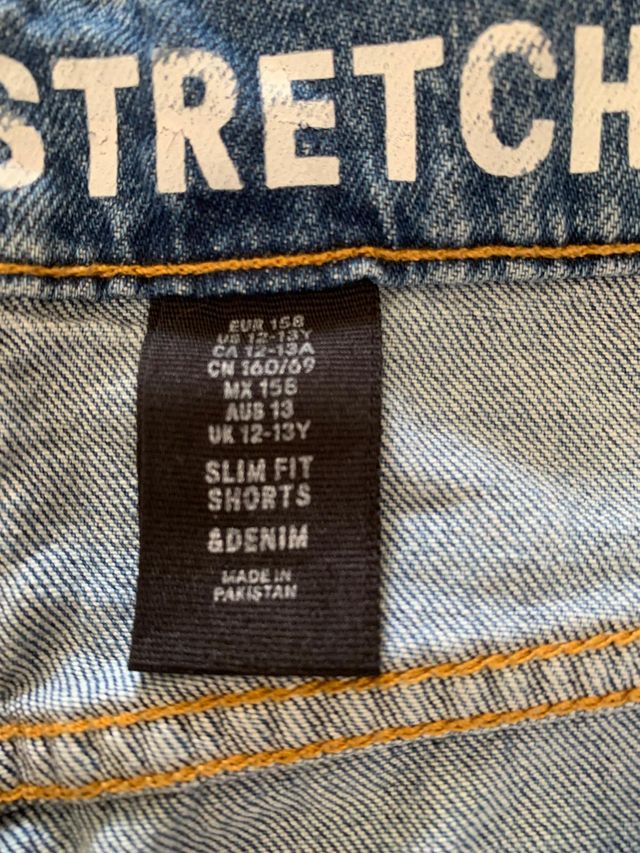 STRETCH
EUR 158
US 12-13Y
CA 12-13A
CN 160/69
MX 158
AUS 13
UK 12-13Y
SLIM FIT
SHORTS
&DENIM
MADE IN
PAKISTAN